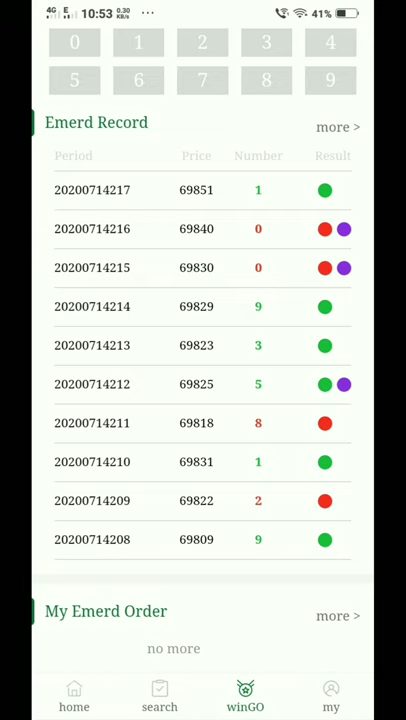 4G E 10:53 0.30 KB/s ... 41%
0 1 2 3 4
5 6 7 8 9
Emerd Record more >
Period Price Number Result
20200714217 69851 1
20200714216 69840 0
20200714215 69830 0
20200714214 69829 9
20200714213 69823 3
20200714212 69825 5
20200714211 69818 8
20200714210 69831 1
20200714209 69822 2
20200714208 69809 9
My Emerd Order more >
no more
home search winGO my